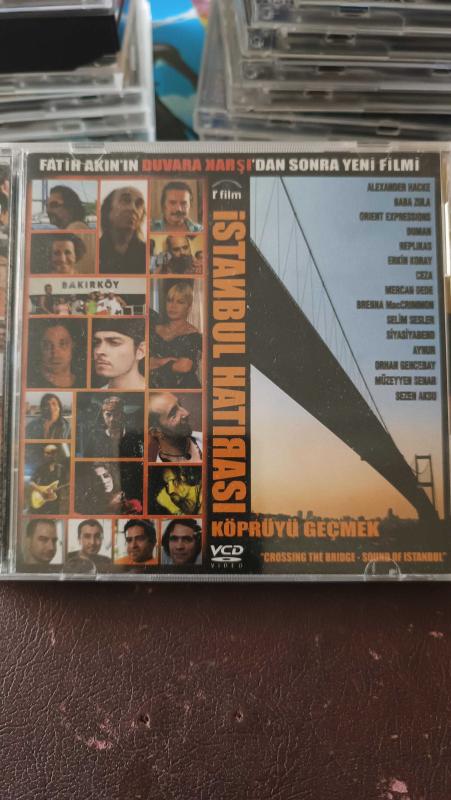 FATİH AKIN'IN DUVARA KARŞI'DAN SONRA YENİ FİLMİ
r film
İSTANBUL HATIRASI
KÖPRÜYÜ GEÇMEK
"CROSSING THE BRIDGE - SOUND OF ISTANBUL"
ALEXANDER HACKE
BABA ZULA
ORIENT EXPRESSIONS
DUMAN
REPLIKAS
ERKİN KORAY
CEZA
MERCAN DEDE
BRENNA MacCRIMMON
SELİM SESLER
SİYASİYABEND
AYNUR
ORHAN GENCEBAY
MÜZEYYEN SENAR
SEZEN AKSU
BAKIRKÖY
VCD
VIDEO